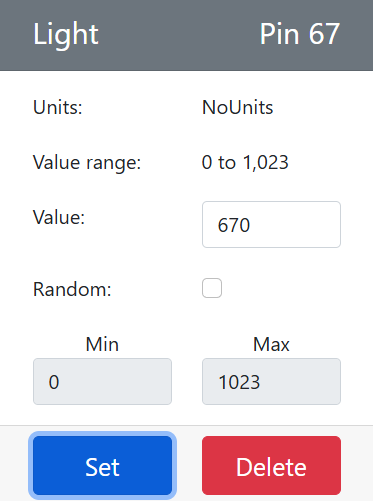 Light Pin 67
Units: NoUnits
Value range: 0 to 1,023
Value: 670
Random:
Min Max
0 1023
Set Delete